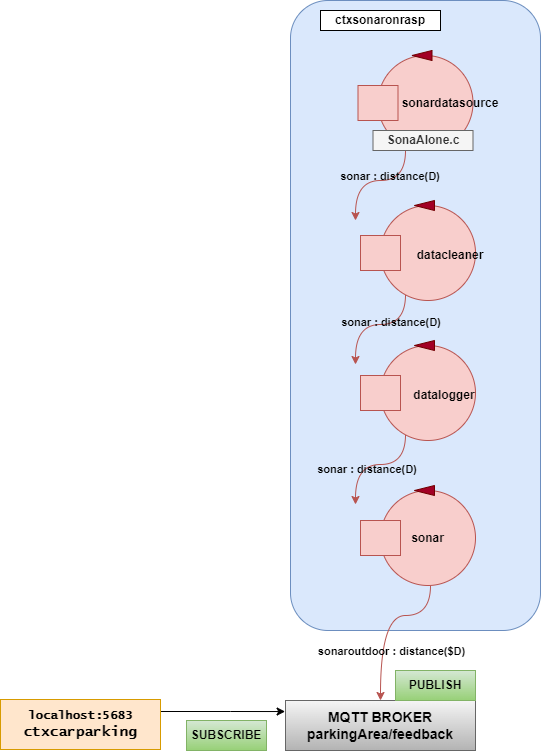 ctxsonaronrasp
sonardatasource
SonaAlone.c
sonar : distance(D)
datacleaner
sonar : distance(D)
datalogger
sonar : distance(D)
sonar
sonaroutdoor : distance($D)
PUBLISH
localhost:5683
ctxcarparking
SUBSCRIBE
MQTT BROKER
parkingArea/feedback